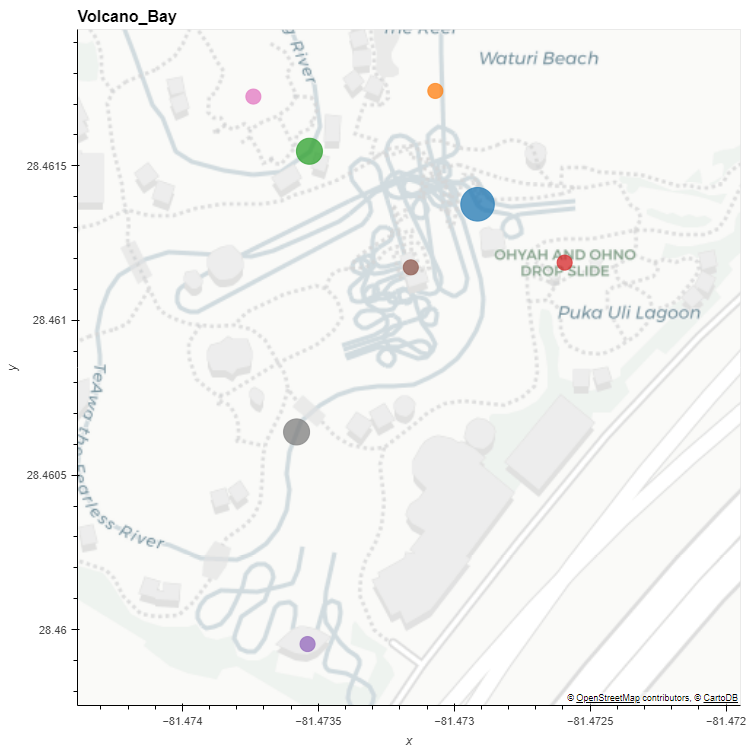 Volcano_Bay
The Reef
g River
Waturi Beach
28.4615
OHYAH AND OHNO
DROP SLIDE
28.461
Puka Uli Lagoon
y
TeAwa the Fearless River
28.4605
28.46
© OpenStreetMap contributors, © CartoDB
−81.474
−81.4735
−81.473
−81.4725
−81.472
x